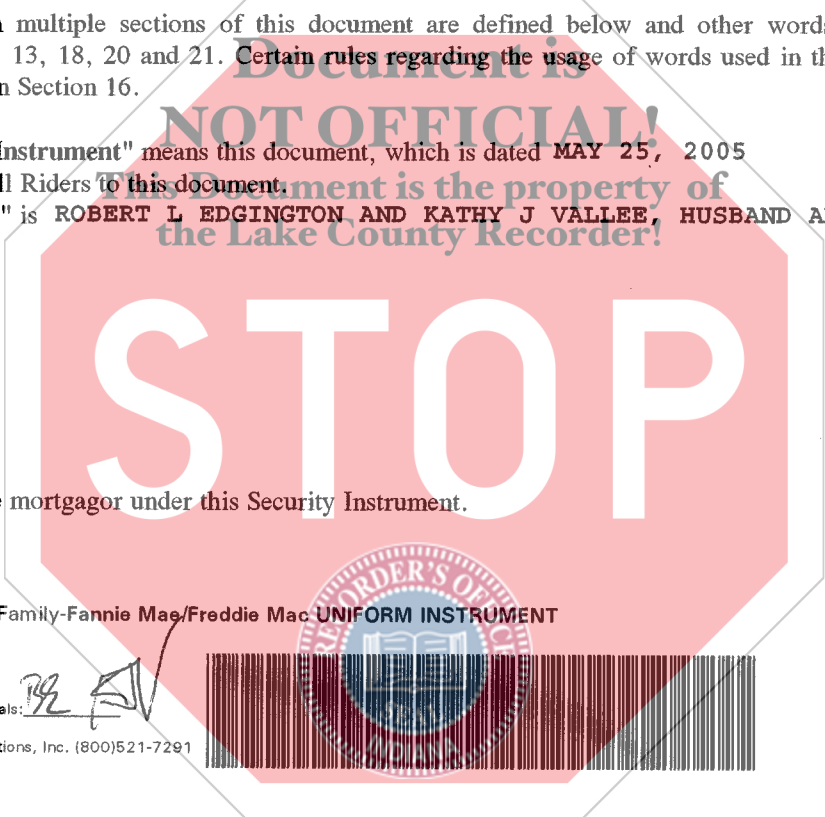 multiple sections of this document are defined below and other words
13, 18, 20 and 21. Certain rules regarding the usage of words used in th
n Section 16.
Document is
NOT OFFICIAL!
Instrument" means this document, which is dated MAY 25, 2005
ll Riders to this document.
This Document is the property of
" is ROBERT L EDGINGTON AND KATHY J VALLEE, HUSBAND A
the Lake County Recorder!
STOP
mortgagor under this Security Instrument.
RECORDER'S OFFICE
Family-Fannie Mae/Freddie Mac UNIFORM INSTRUMENT
SEAL
INDIANA
als:
tions, Inc. (800)521-7291